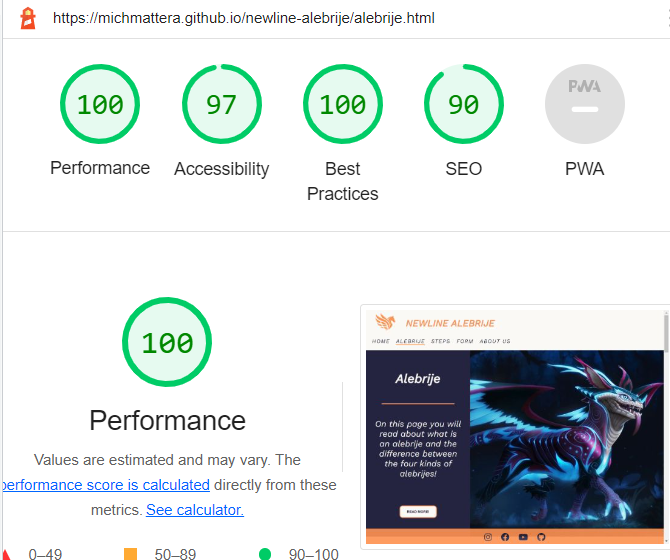 https://michmattera.github.io/newline-alebrije/alebrije.html
100
97
100
90
PWA
Performance
Accessibility
Best
Practices
SEO
PWA
100
Performance
Values are estimated and may vary. The
performance score is calculated directly from these
metrics. See calculator.
0–49
50–89
90–100
NEWLINE ALEBRIJE
HOME ALEBRIJE STEPS FORM ABOUT US
Alebrije
On this page you will
read about what is
an alebrije and the
difference between
the four kinds of
alebrijes!
READ MORE!